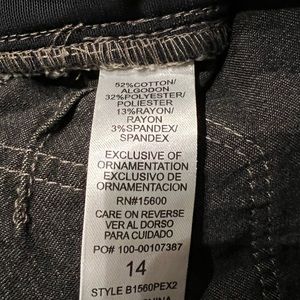 52%COTTON/
ALGODON
32%POLYESTER/
POLIESTER
13%RAYON/
RAYON
3%SPANDEX/
SPANDEX
EXCLUSIVE OF
ORNAMENTATION
EXCLUSIVO DE
ORNAMENTACION
RN#15600
CARE ON REVERSE
VER AL DORSO
PARA CUIDADO
PO# 100-00107387
14
STYLE B1560PEX2